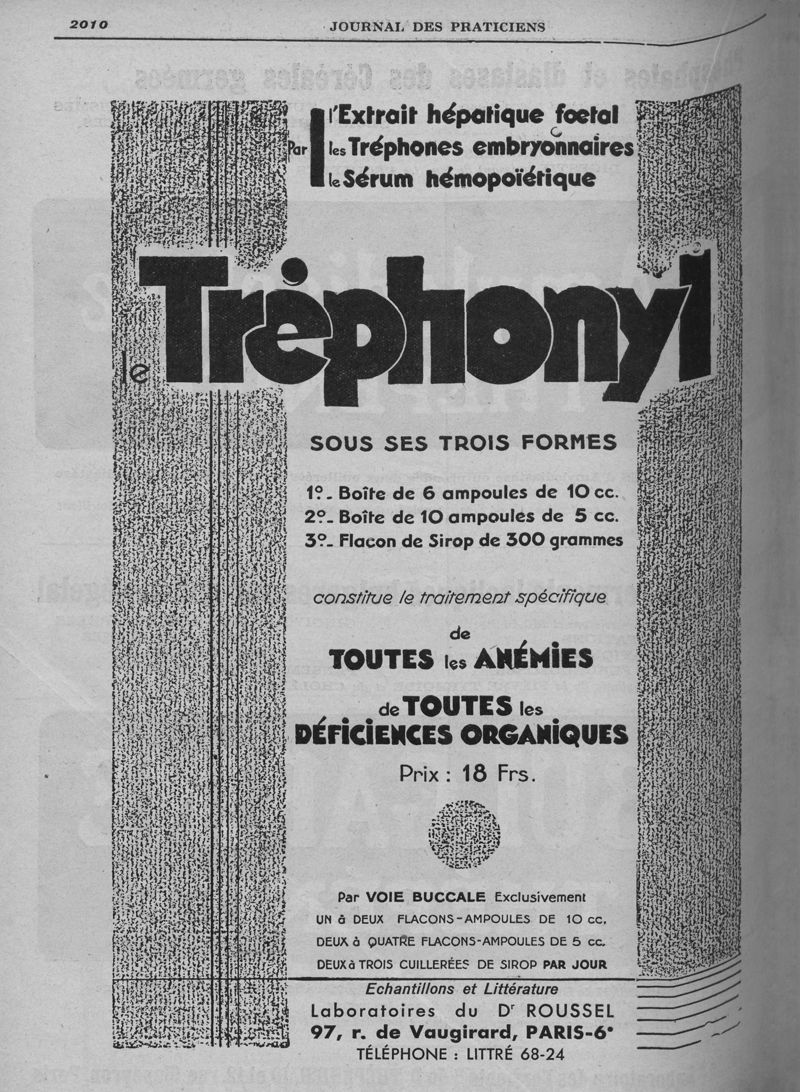 2010 JOURNAL DES PRATICIENS
l'Extrait hépatique foetal
Par les Tréphones embryonnaires
le Sérum hémopoïétique
le Tréphonyl
SOUS SES TROIS FORMES
1º_ Boîte de 6 ampoules de 10 cc.
2º_ Boîte de 10 ampoules de 5 cc.
3º_ Flacon de Sirop de 300 grammes
constitue le traitement spécifique
de
TOUTES les ANÉMIES
de TOUTES les
DÉFICIENCES ORGANIQUES
Prix : 18 Frs.
Par VOIE BUCCALE Exclusivement
UN à DEUX FLACONS-AMPOULES DE 10 cc.
DEUX à QUATRE FLACONS-AMPOULES DE 5 cc.
DEUX à TROIS CUILLERÉES DE SIROP PAR JOUR
Echantillons et Littérature
Laboratoires du Dr ROUSSEL
97, r. de Vaugirard, PARIS-6e
TÉLÉPHONE : LITTRÉ 68-24